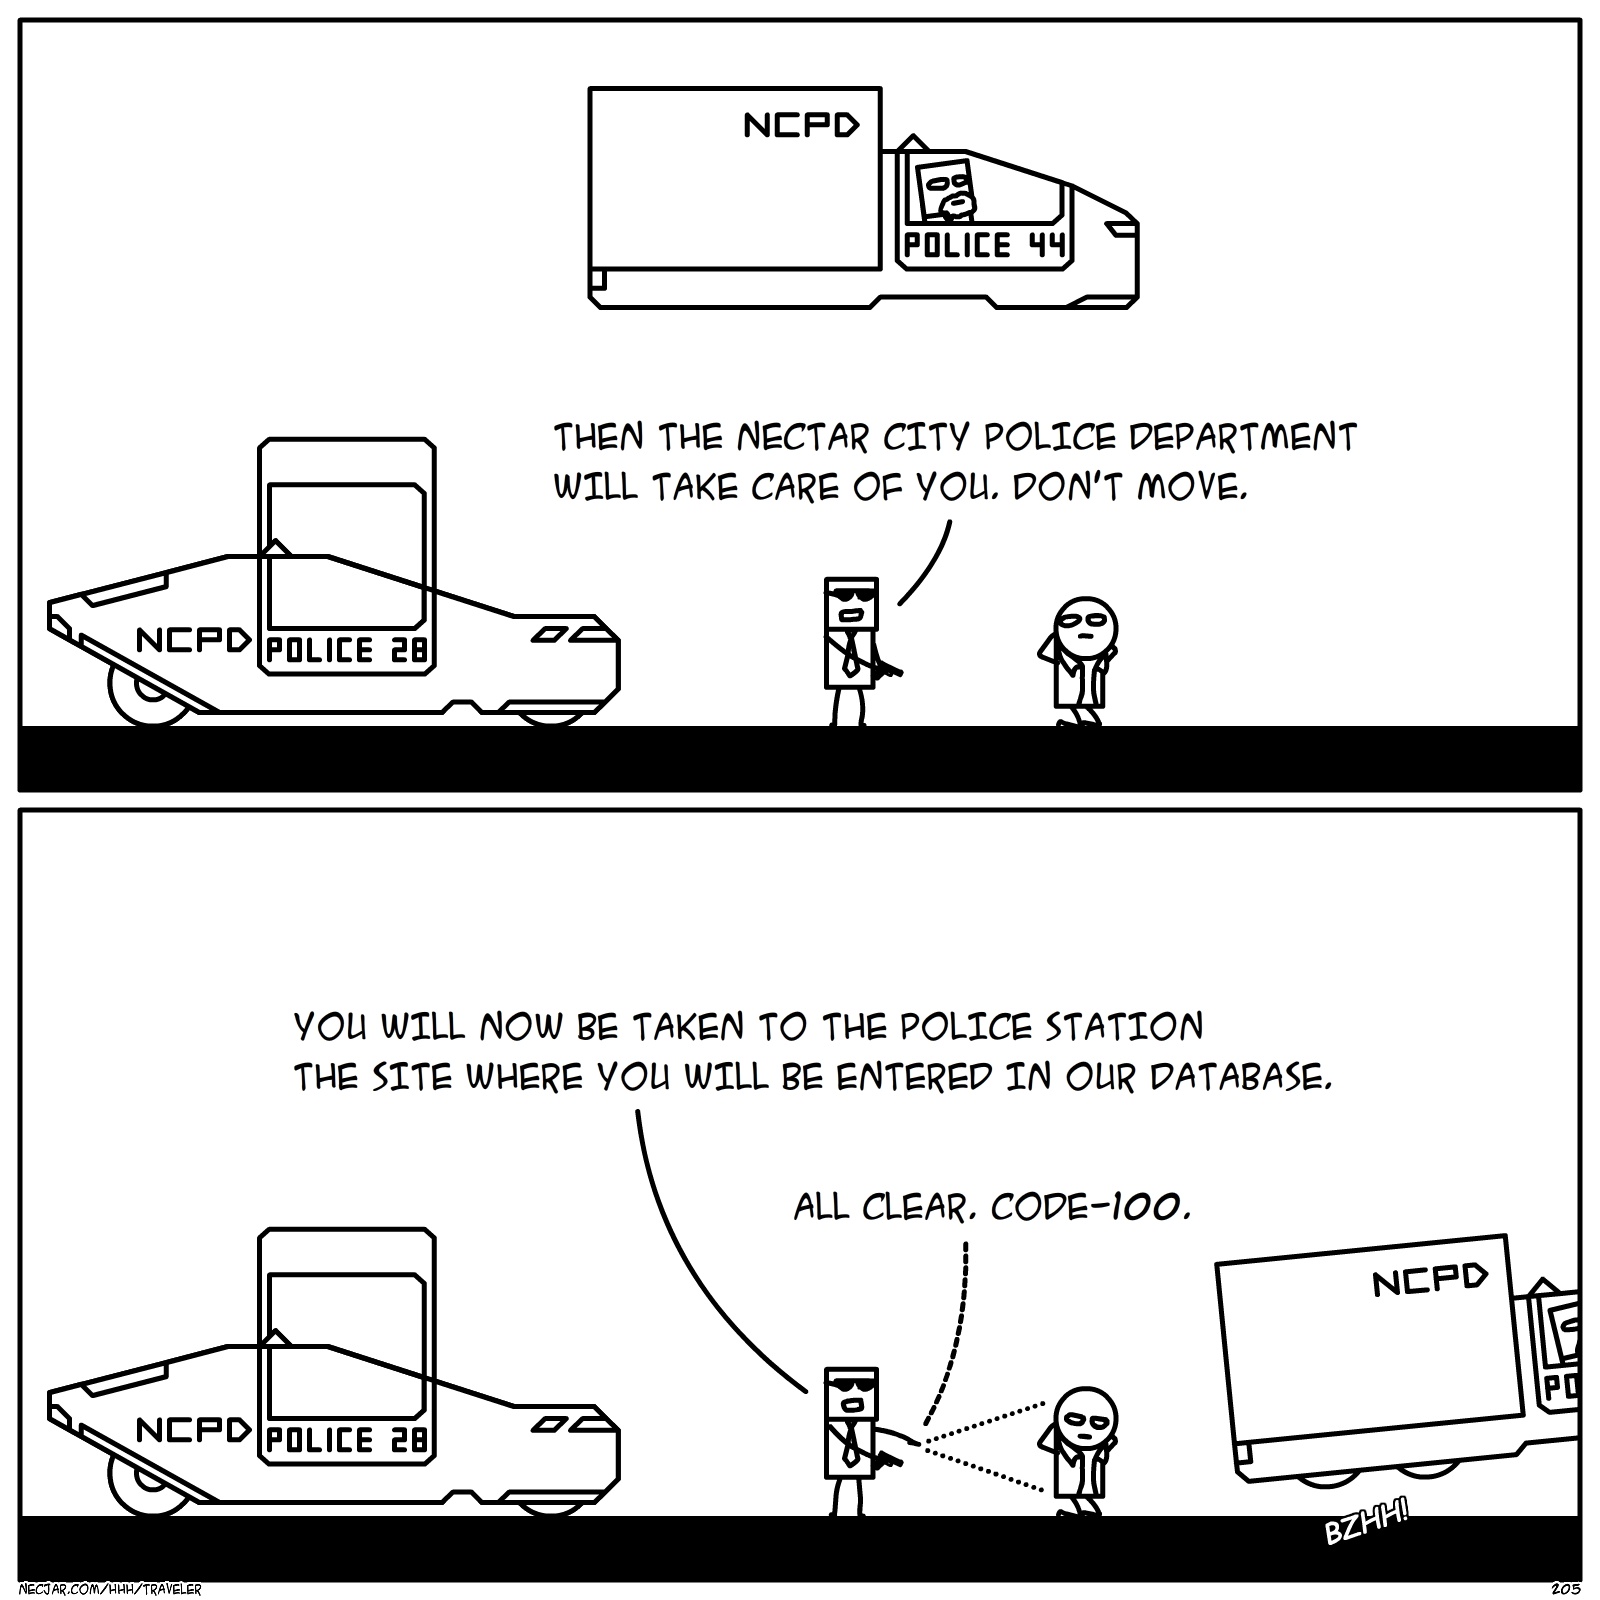 NCPD
POLICE 44
THEN THE NECTAR CITY POLICE DEPARTMENT
WILL TAKE CARE OF YOU. DON'T MOVE.
NCPD
POLICE 28
YOU WILL NOW BE TAKEN TO THE POLICE STATION
THE SITE WHERE YOU WILL BE ENTERED IN OUR DATABASE.
ALL CLEAR. CODE-100.
NCPD
PO
NCPD
POLICE 28
BZHH!
NECJAR.COM/HHH/TRAVELER
205